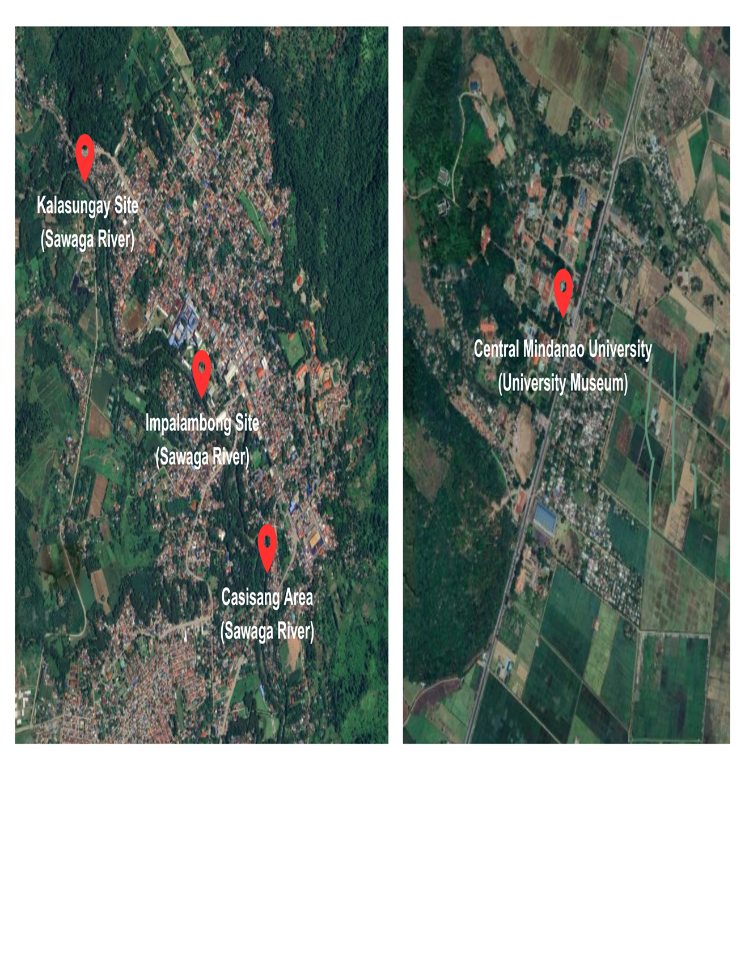 Kalasungay Site
(Sawaga River)
Impalambong Site
(Sawaga River)
Casisang Area
(Sawaga River)
Central Mindanao University
(University Museum)